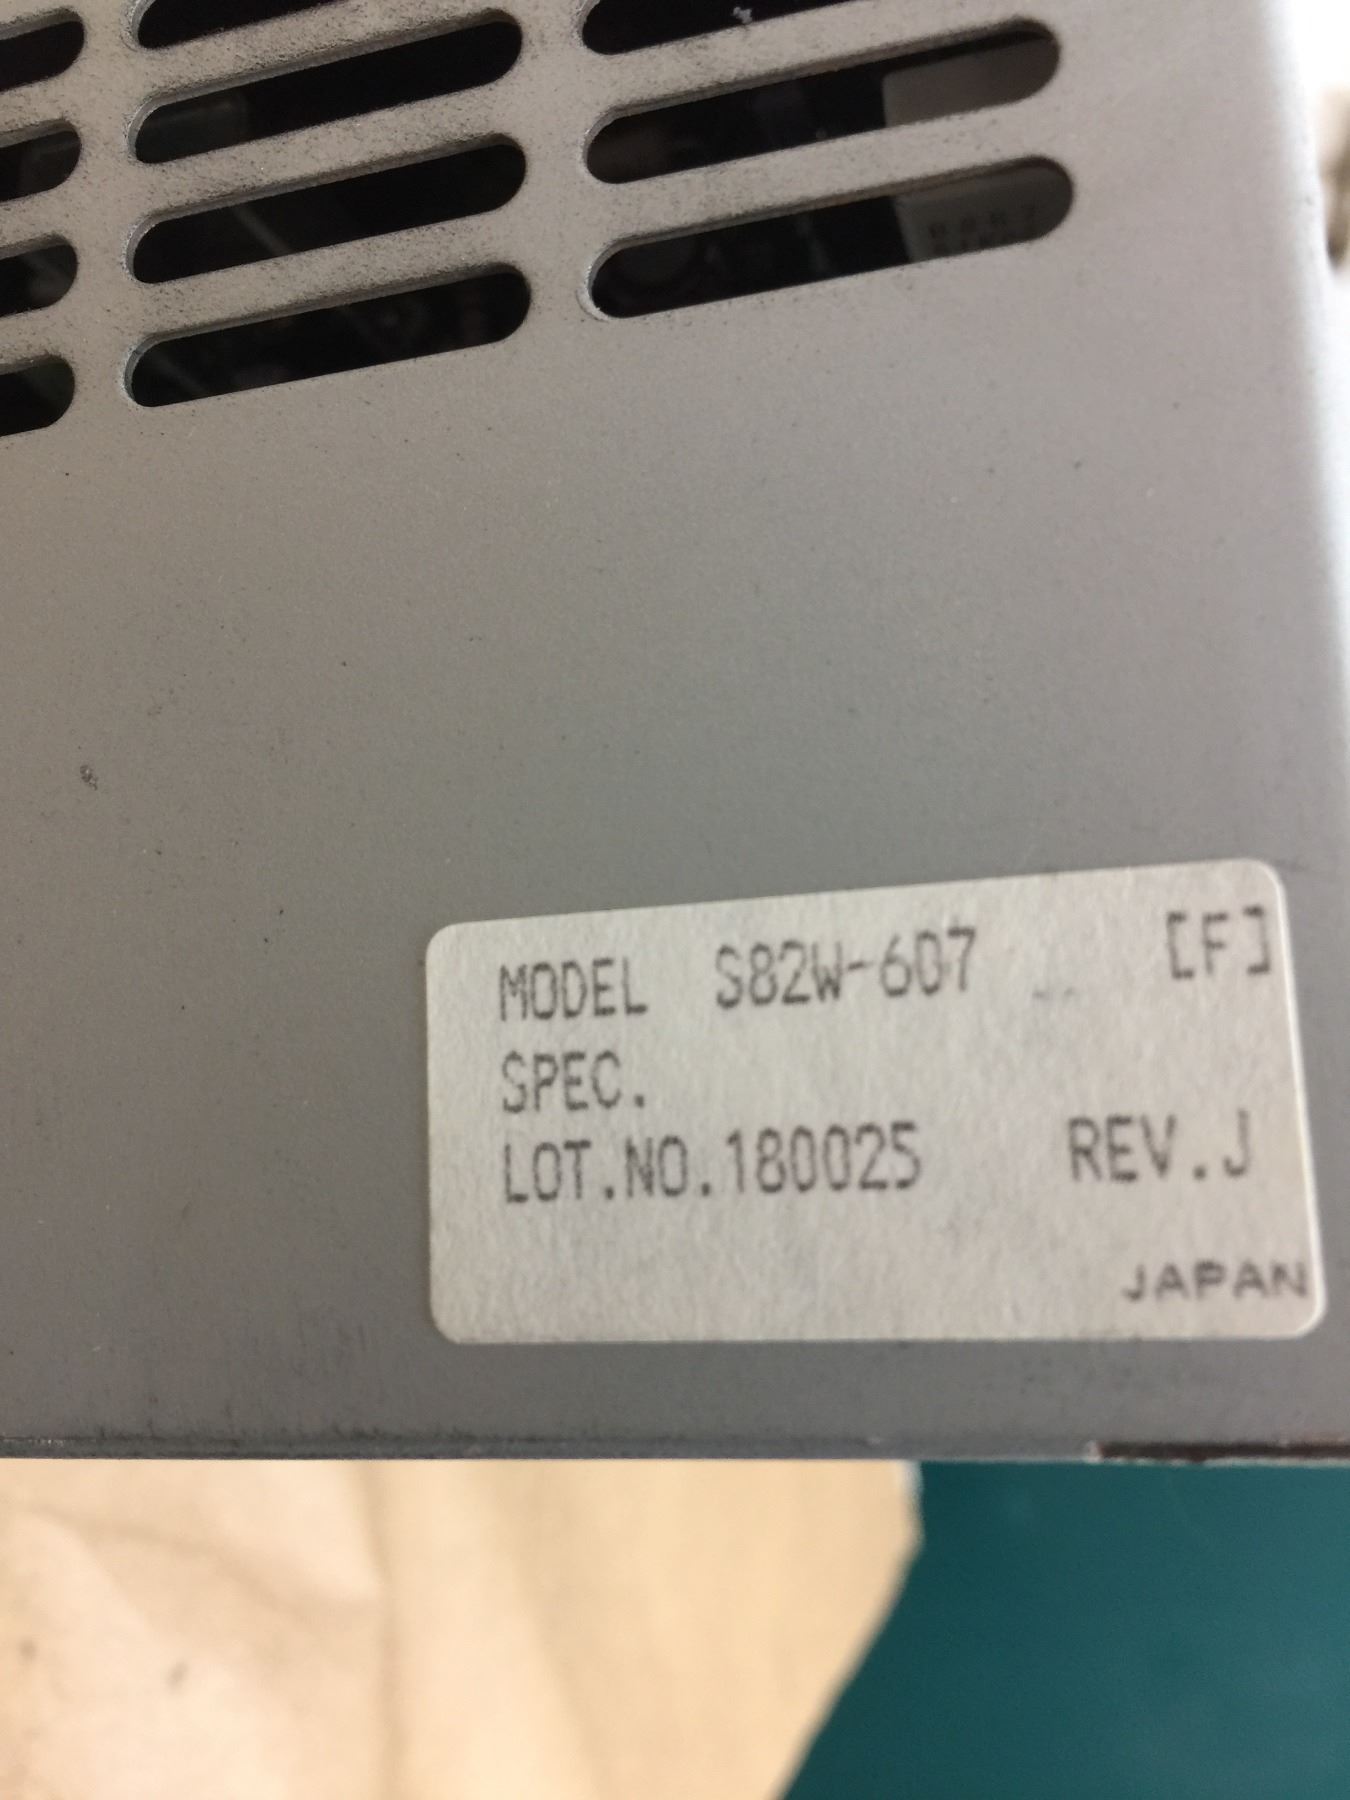 MODEL S82W-607 [F]
SPEC.
LOT.NO.180025 REV.J
JAPAN